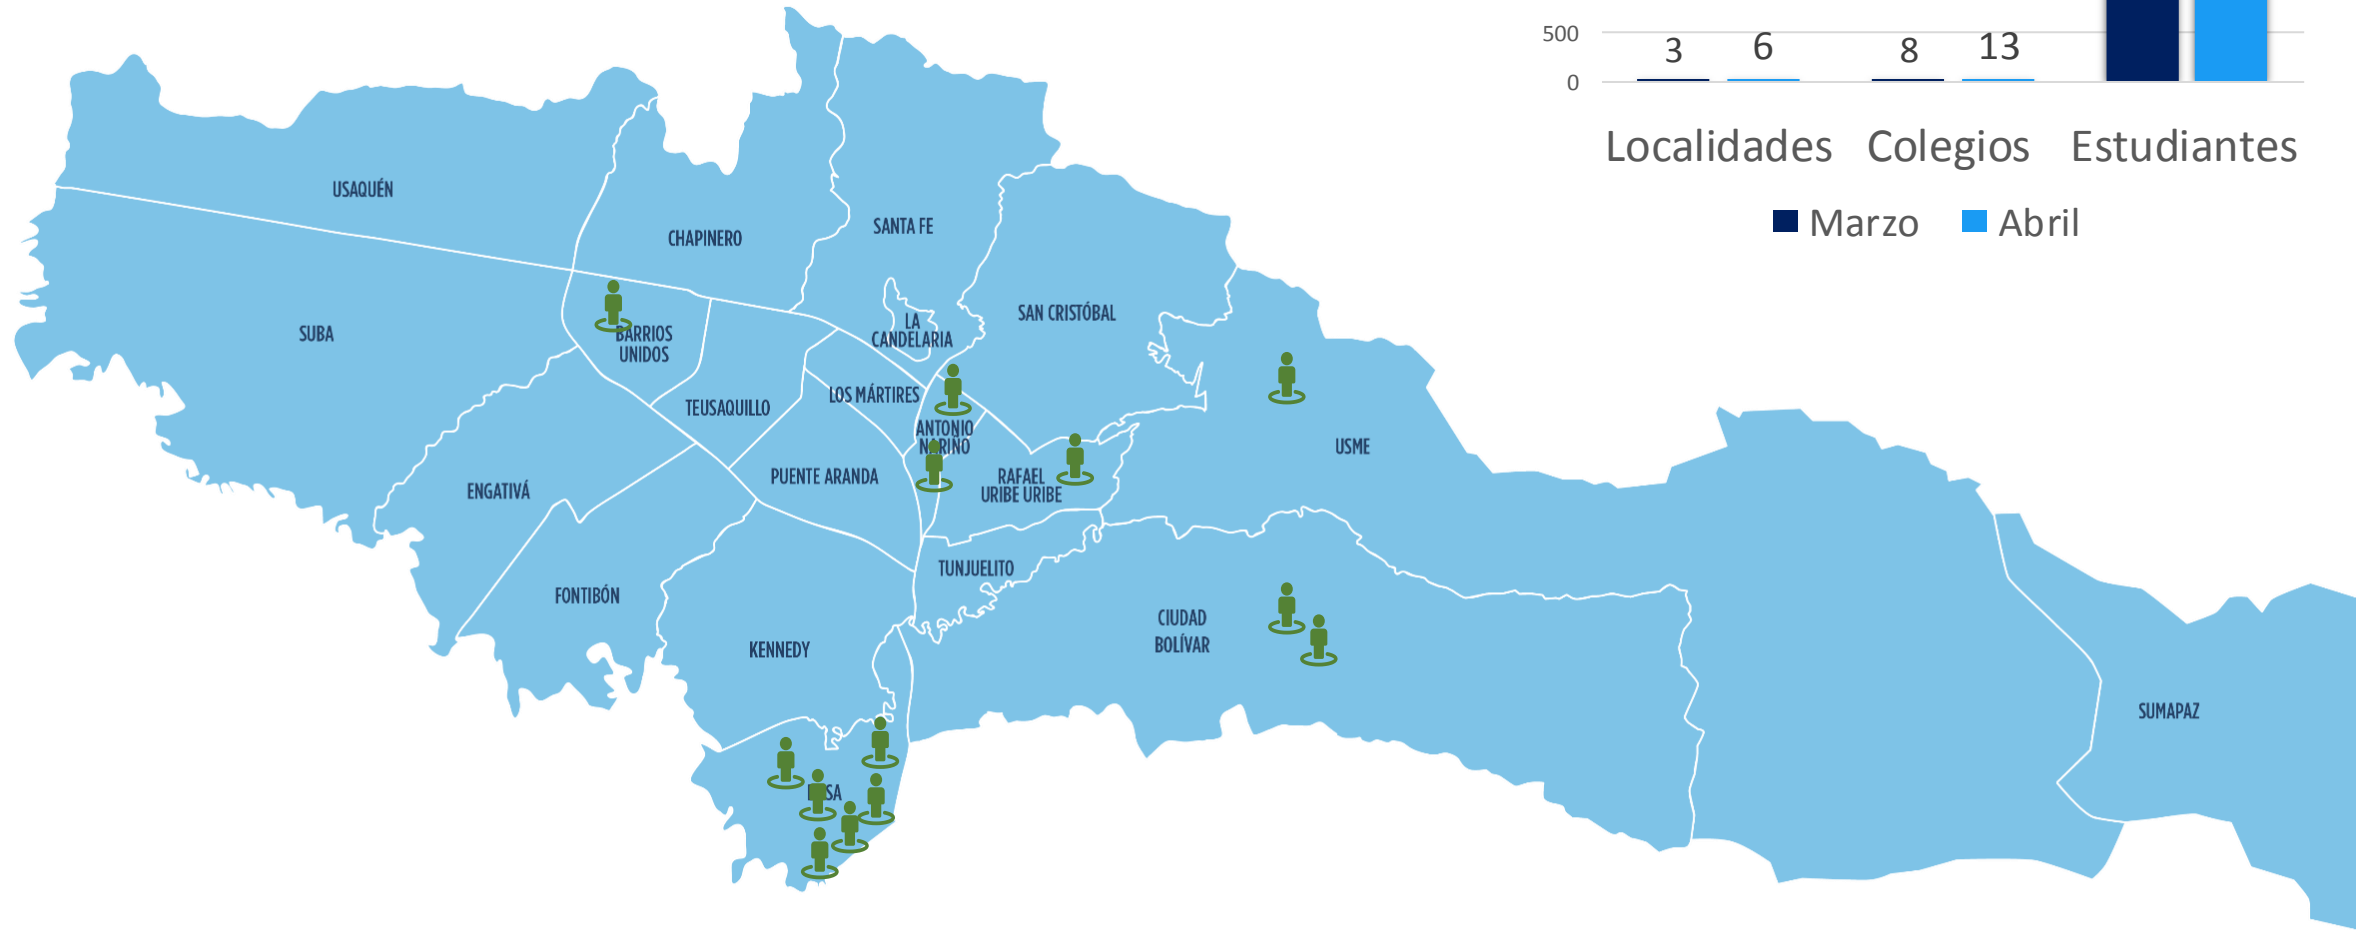 500
3 6 8 13
0
Localidades Colegios Estudiantes
Marzo Abril
USAQUÉN
CHAPINERO
SANTA FE
SUBA
BARRIOS
UNIDOS
LA
CANDELARIA
SAN CRISTÓBAL
TEUSAQUILLO
LOS MÁRTIRES
ANTONIO
NARIÑO
USME
PUENTE ARANDA
RAFAEL
URIBE URIBE
ENGATIVÁ
FONTIBÓN
TUNJUELITO
KENNEDY
CIUDAD
BOLÍVAR
SUMAPAZ